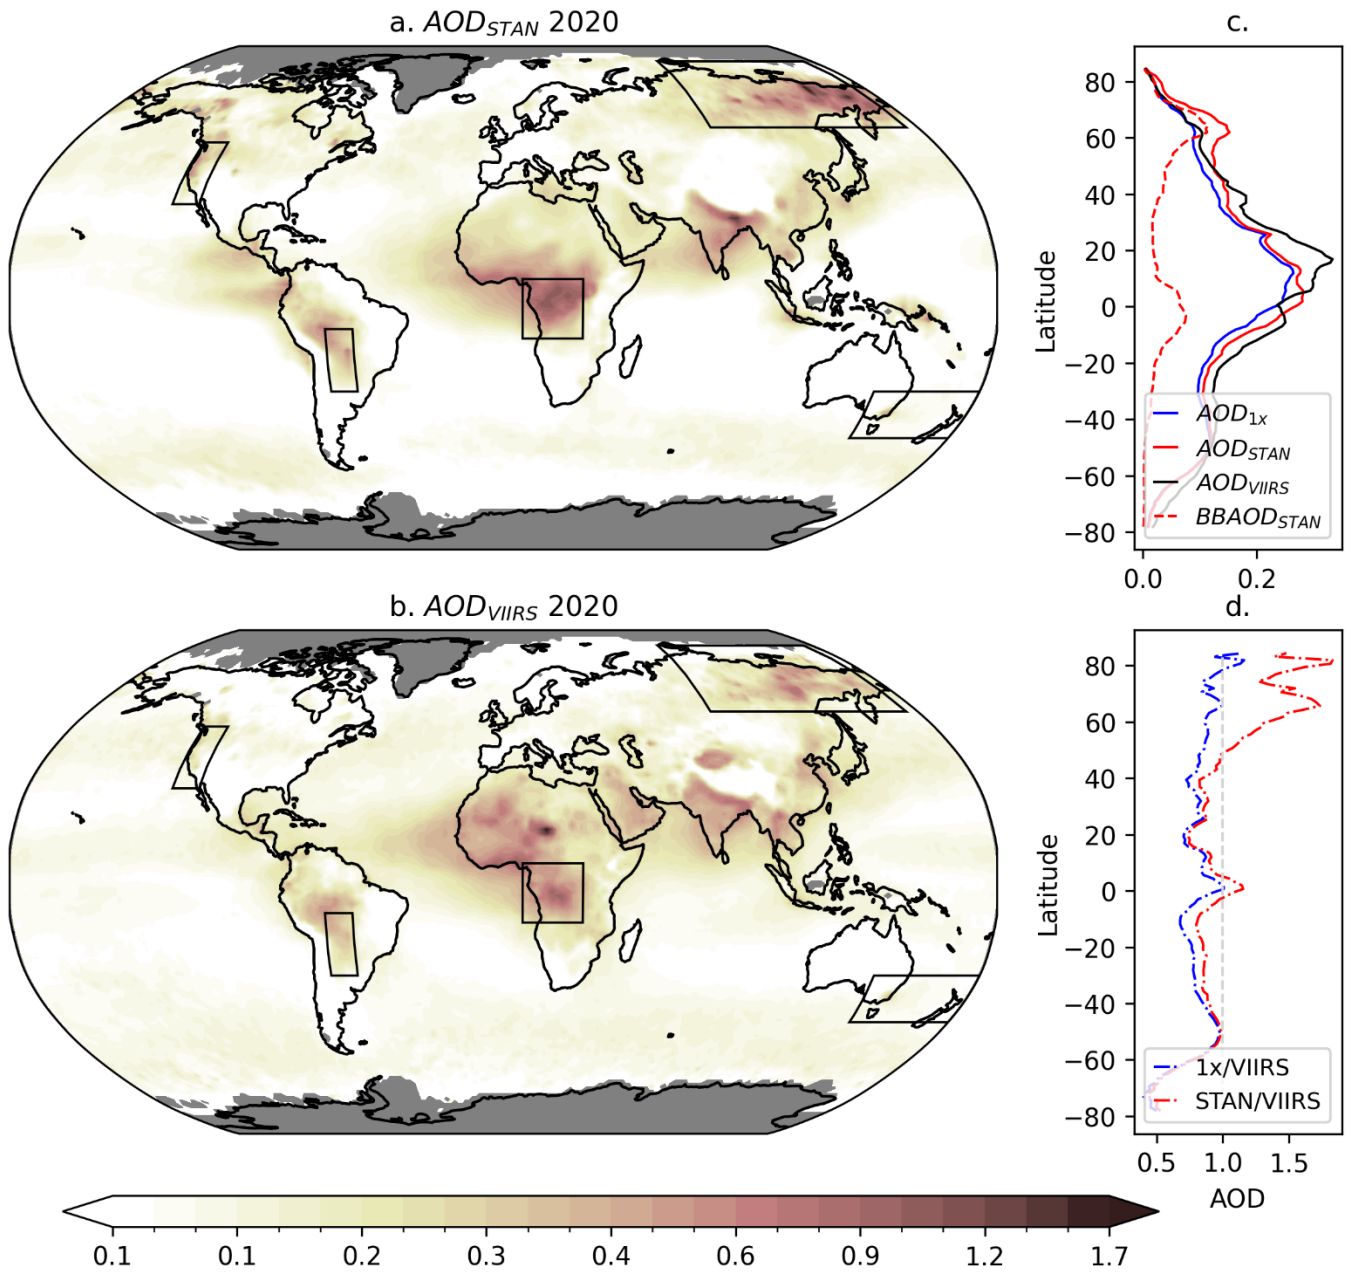 a. AOD_STAN 2020
c.
80
60
40
20
0
−20
−40
−60
−80
Latitude
AOD_1x
AOD_STAN
AOD_VIIRS
BBAOD_STAN
0.0 0.2
b. AOD_VIIRS 2020
d.
80
60
40
20
0
−20
−40
−60
−80
Latitude
1x/VIIRS
STAN/VIIRS
0.5 1.0 1.5
AOD
0.1 0.1 0.2 0.3 0.4 0.6 0.9 1.2 1.7